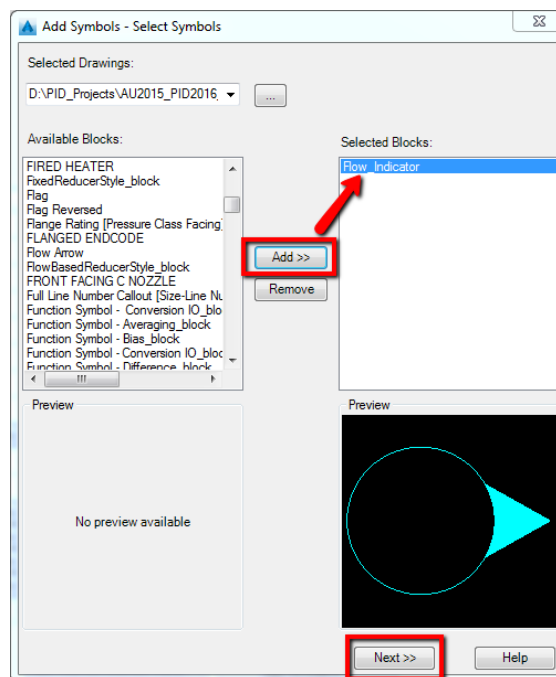 Add Symbols - Select Symbols
Selected Drawings:
D:\PID_Projects\AU2015_PID2016_
...
Available Blocks:
FIRED HEATER
FixedReducerStyle_block
Flag
Flag Reversed
Flange Rating [Pressure Class Facing]
FLANGED ENDCODE
Flow Arrow
FlowBasedReducerStyle_block
FRONT FACING C NOZZLE
Full Line Number Callout [Size-Line Nu
Function Symbol - Conversion IO_blo
Function Symbol - Averaging_block
Function Symbol - Bias_block
Function Symbol - Conversion IO_bloc
Function Symbol - Difference_block
Add >>
Remove
Selected Blocks:
Flow_Indicator
Preview
No preview available
Preview
Next >>
Help